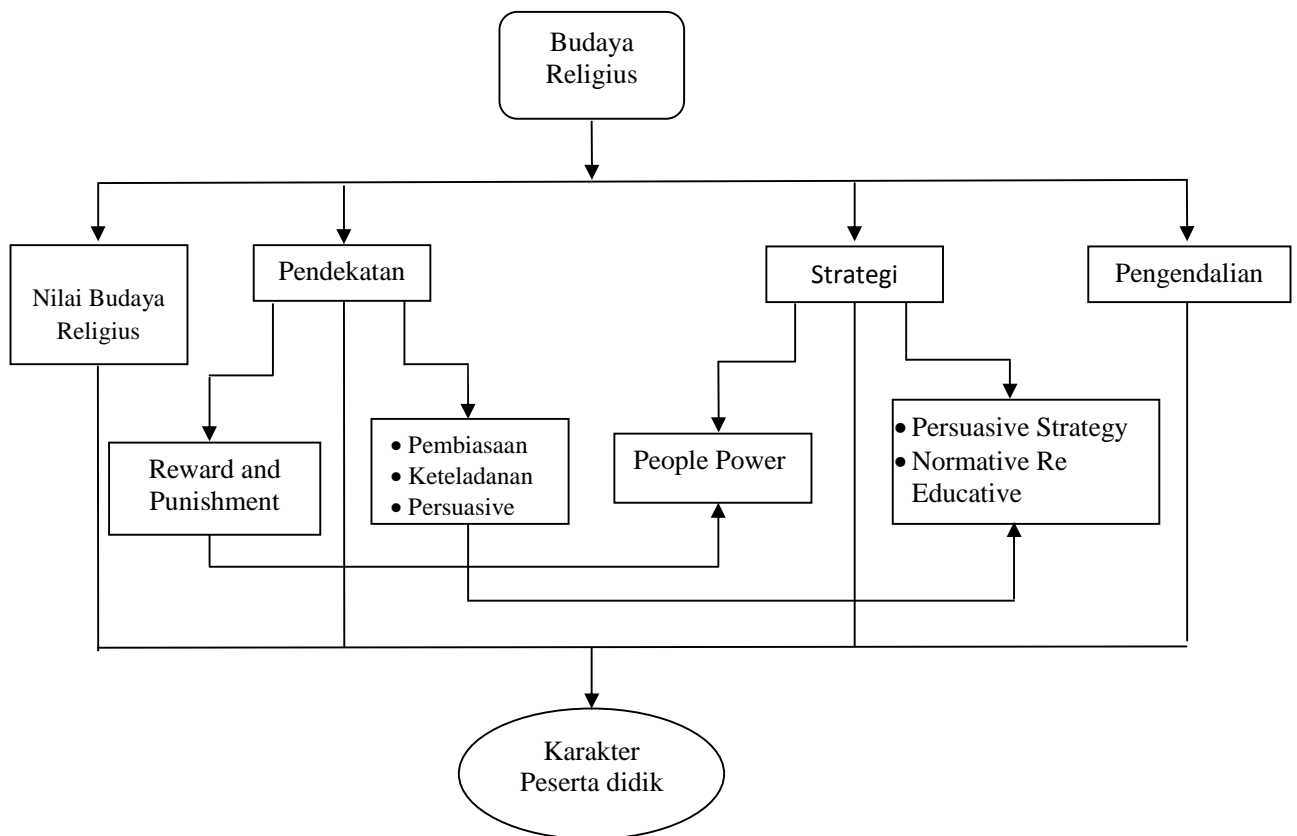 Budaya
Religius
Nilai Budaya
Religius
Pendekatan
Strategi
Pengendalian
Reward and
Punishment
• Pembiasaan
• Keteladanan
• Persuasive
People Power
• Persuasive Strategy
• Normative Re
Educative
Karakter
Peserta didik